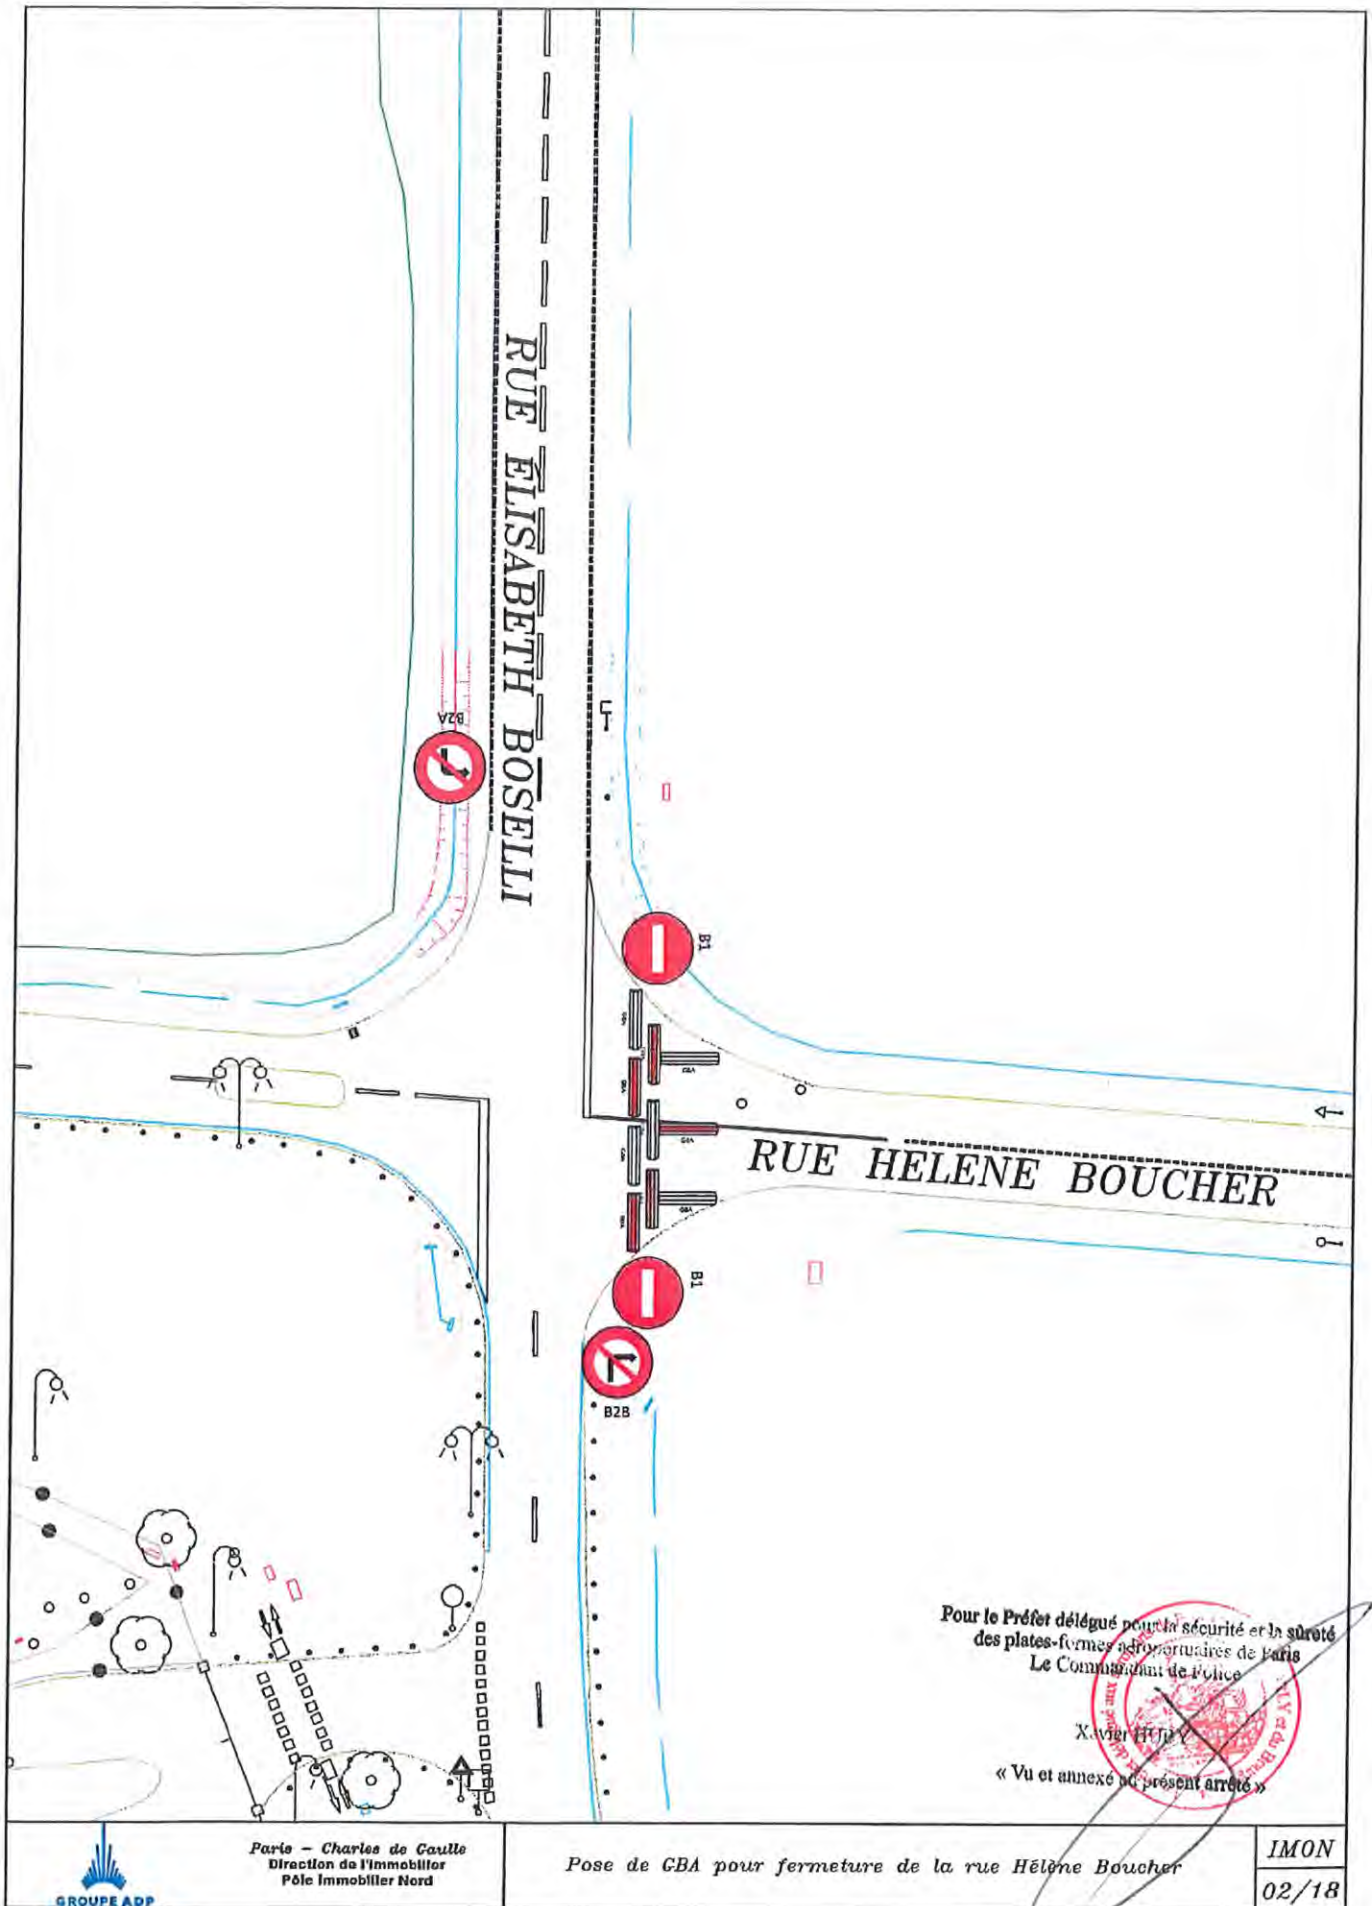 RUE ÉLISABETH BOSELLI
B2A
B1
RUE HELENE BOUCHER
B1
B2B
Pour le Préfet délégué pour la sécurité et la sûreté
des plates-formes aéroportuaires de Paris
Le Commandant de Police
Xavier
« Vu et annexé au présent arrêté »
GROUPE ADP
Paris – Charles de Gaulle
Direction de l'Immobilier
Pôle Immobilier Nord
Pose de GBA pour fermeture de la rue Hélène Boucher
IMON
02/18